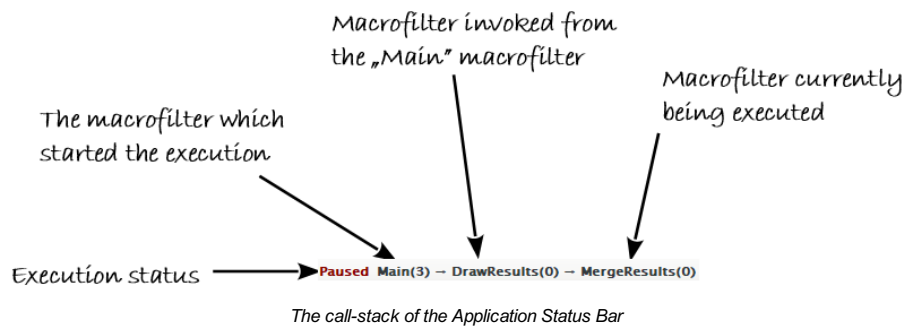 Macrofilter invoked from
the „Main” macrofilter
Macrofilter currently
being executed
The macrofilter which
started the execution
Execution status
Paused Main(3) → DrawResults(0) → MergeResults(0)
The call-stack of the Application Status Bar